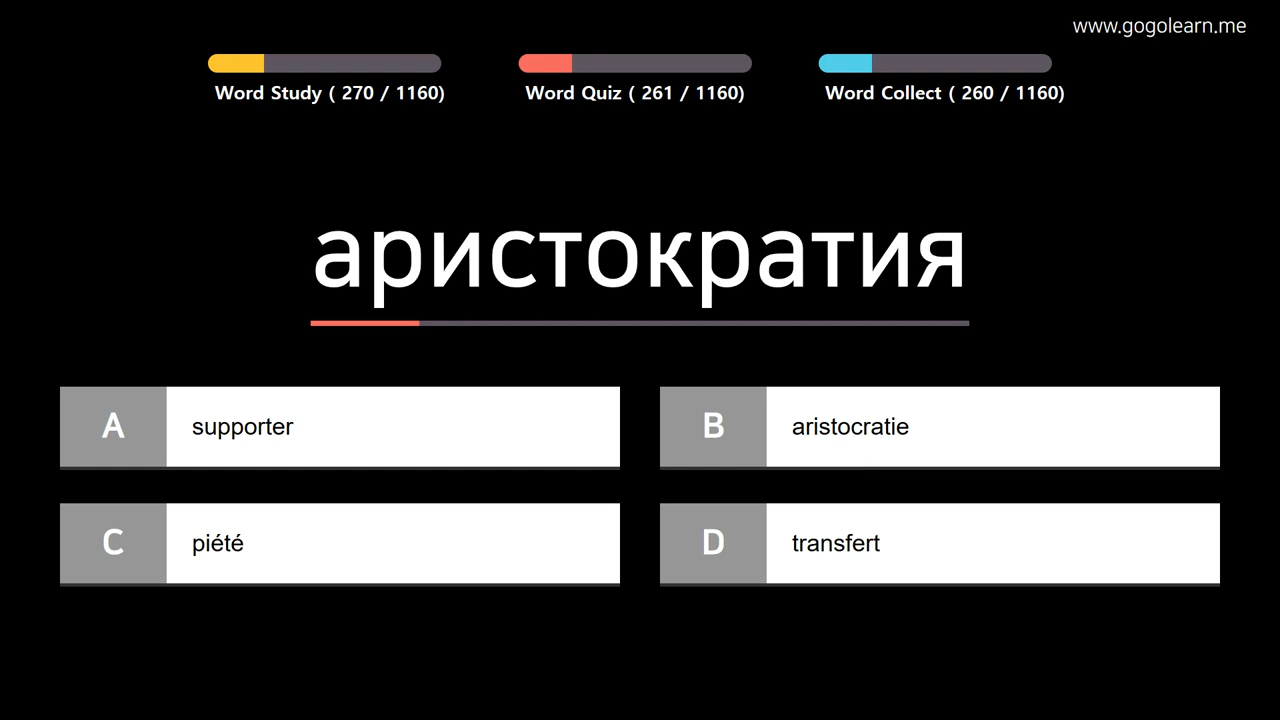 www.gogolearn.me
Word Study ( 270 / 1160)
Word Quiz ( 261 / 1160)
Word Collect ( 260 / 1160)
аристократия
A supporter
B aristocratie
C piété
D transfert